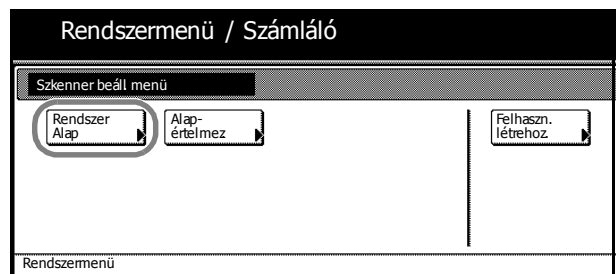 Rendszermenü / Számláló
Szkenner beáll menü
Rendszer
Alap
Alap-
értelmez
Felhaszn.
létrehoz.
Rendszermenü